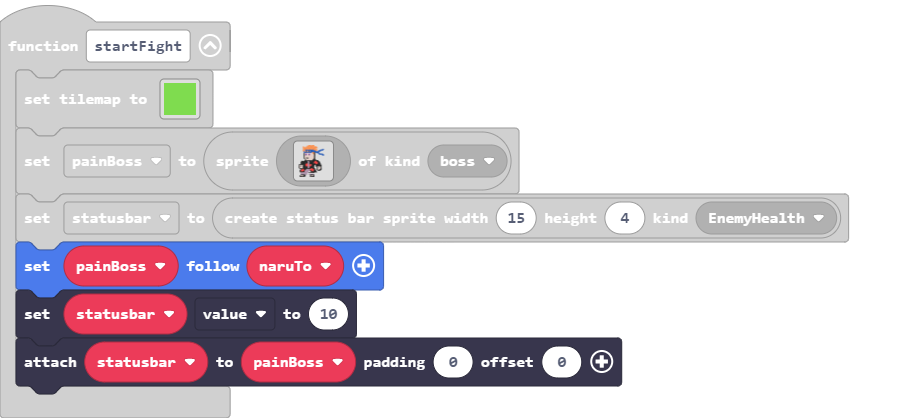 function startFight
set tilemap to
set painBoss to sprite of kind boss
set statusbar to create status bar sprite width 15 height 4 kind EnemyHealth
set painBoss follow naruTo
set statusbar value to 10
attach statusbar to painBoss padding 0 offset 0